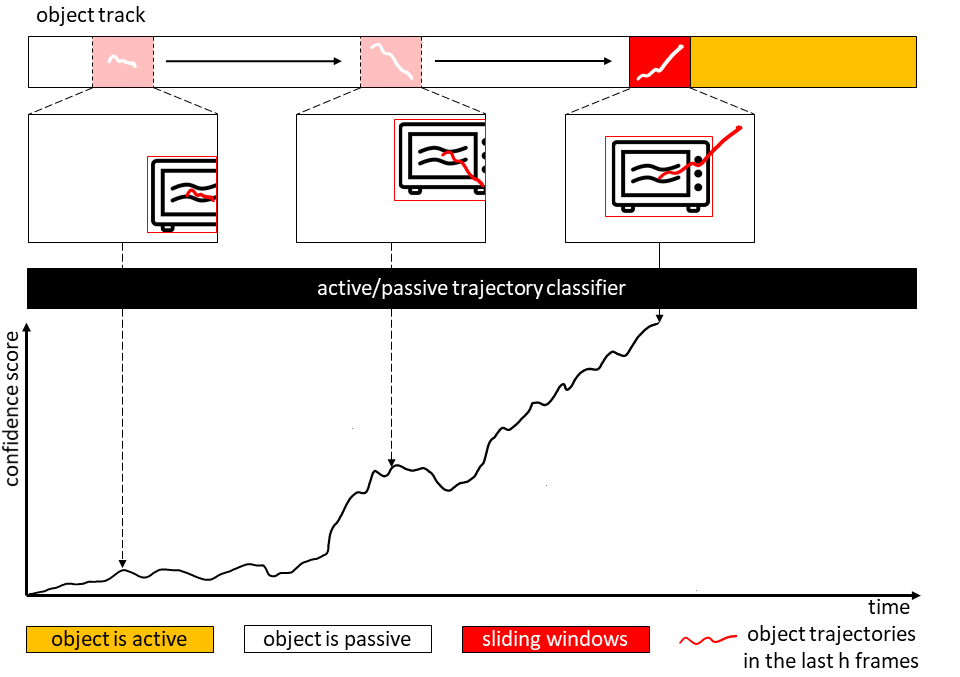 object track
active/passive trajectory classifier
confidence score
time
object is active
object is passive
sliding windows
object trajectories
in the last h frames